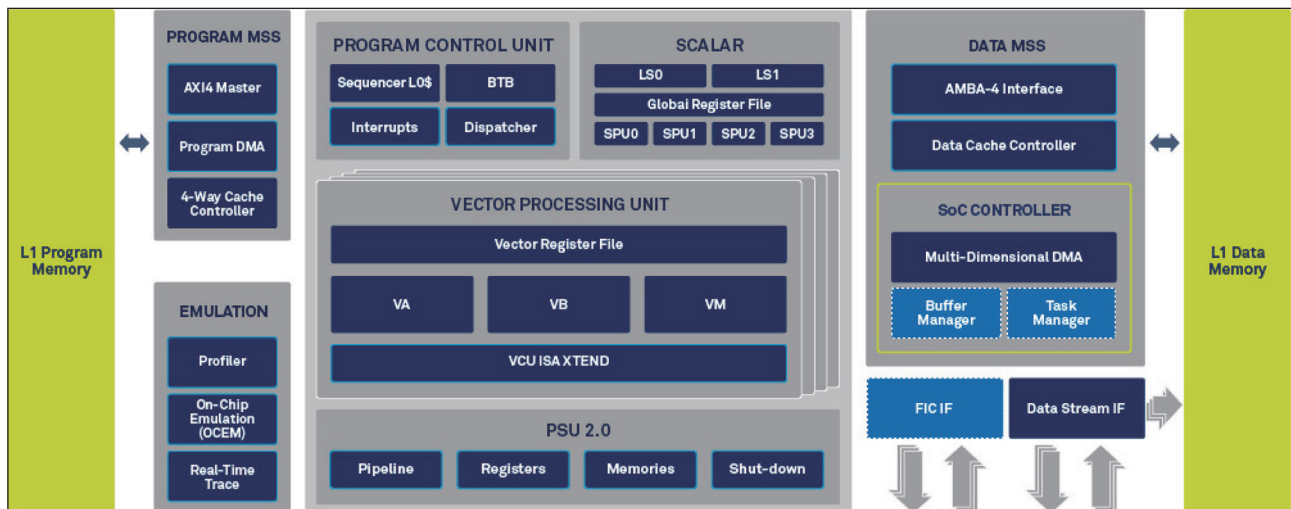 L1 Program
Memory
PROGRAM MSS
AXI4 Master
Program DMA
4-Way Cache
Controller
EMULATION
Profiler
On-Chip
Emulation
(OCEM)
Real-Time
Trace
PROGRAM CONTROL UNIT
Sequencer L0$
BTB
Interrupts
Dispatcher
SCALAR
LS0
LS1
Global Register File
SPU0
SPU1
SPU2
SPU3
VECTOR PROCESSING UNIT
Vector Register File
VA
VB
VM
VCU ISA XTEND
PSU 2.0
Pipeline
Registers
Memories
Shut-down
DATA MSS
AMBA-4 Interface
Data Cache Controller
SoC CONTROLLER
Multi-Dimensional DMA
Buffer
Manager
Task
Manager
FIC IF
Data Stream IF
L1 Data
Memory